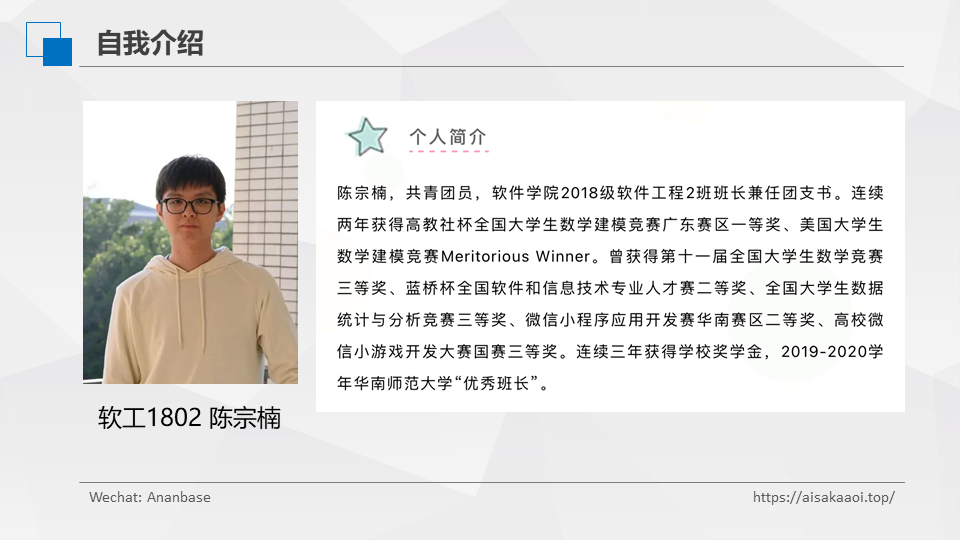 自我介绍
个人简介
陈宗楠，共青团员，软件学院2018级软件工程2班班长兼任团支书。连续
两年获得高教社杯全国大学生数学建模竞赛广东赛区一等奖、美国大学生
数学建模竞赛Meritorious Winner。曾获得第十一届全国大学生数学竞赛
三等奖、蓝桥杯全国软件和信息技术专业人才赛二等奖、全国大学生数据
统计与分析竞赛三等奖、微信小程序应用开发赛华南赛区二等奖、高校微
信小游戏开发大赛国赛三等奖。连续三年获得学校奖学金，2019-2020学
年华南师范大学“优秀班长”。
软工1802 陈宗楠
Wechat: Ananbase
https://aisakaaoi.top/